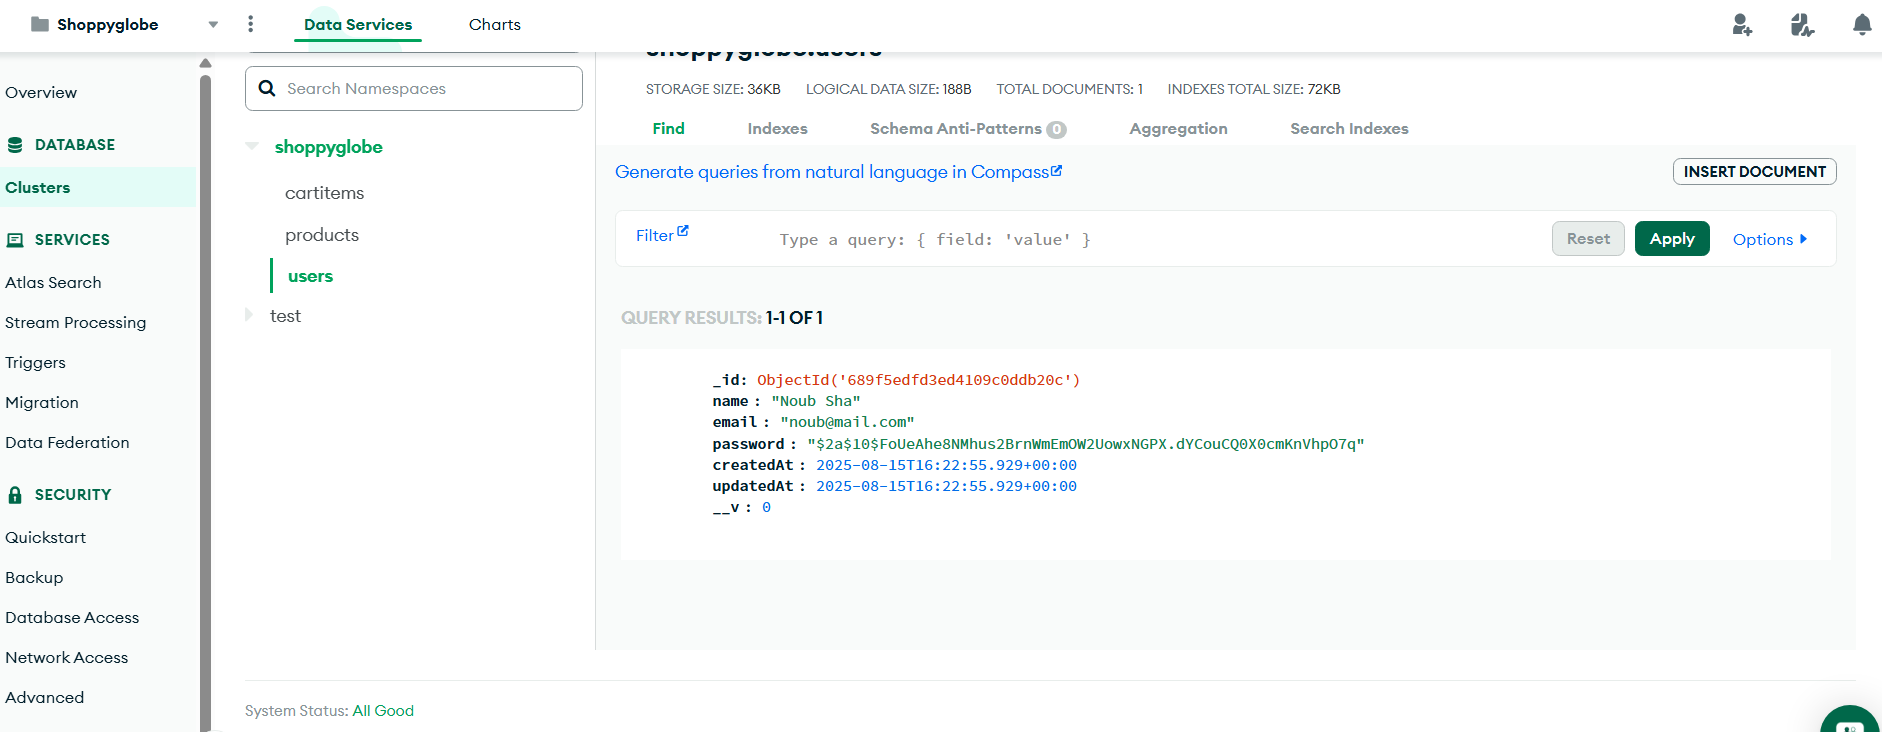 Shoppyglobe
Data Services
Charts
Overview
DATABASE
Clusters
SERVICES
Atlas Search
Stream Processing
Triggers
Migration
Data Federation
SECURITY
Quickstart
Backup
Database Access
Network Access
Advanced
Search Namespaces
shoppyglobe
cartitems
products
users
test
shoppyglobe.users
STORAGE SIZE: 36KB LOGICAL DATA SIZE: 188B TOTAL DOCUMENTS: 1 INDEXES TOTAL SIZE: 72KB
Find Indexes Schema Anti-Patterns 0 Aggregation Search Indexes
Generate queries from natural language in Compass
INSERT DOCUMENT
Filter
Type a query: { field: 'value' }
Reset
Apply
Options
QUERY RESULTS: 1-1 OF 1
_id: ObjectId('689f5edfd3ed4109c0ddb20c')
name : "Noub Sha"
email : "noub@mail.com"
password : "$2a$10$FoUeAhe8NMhus2BrnWmEmOW2UowxNGPX.dYCouCQ0X0cmKnVhpO7q"
createdAt : 2025-08-15T16:22:55.929+00:00
updatedAt : 2025-08-15T16:22:55.929+00:00
__v : 0
System Status: All Good